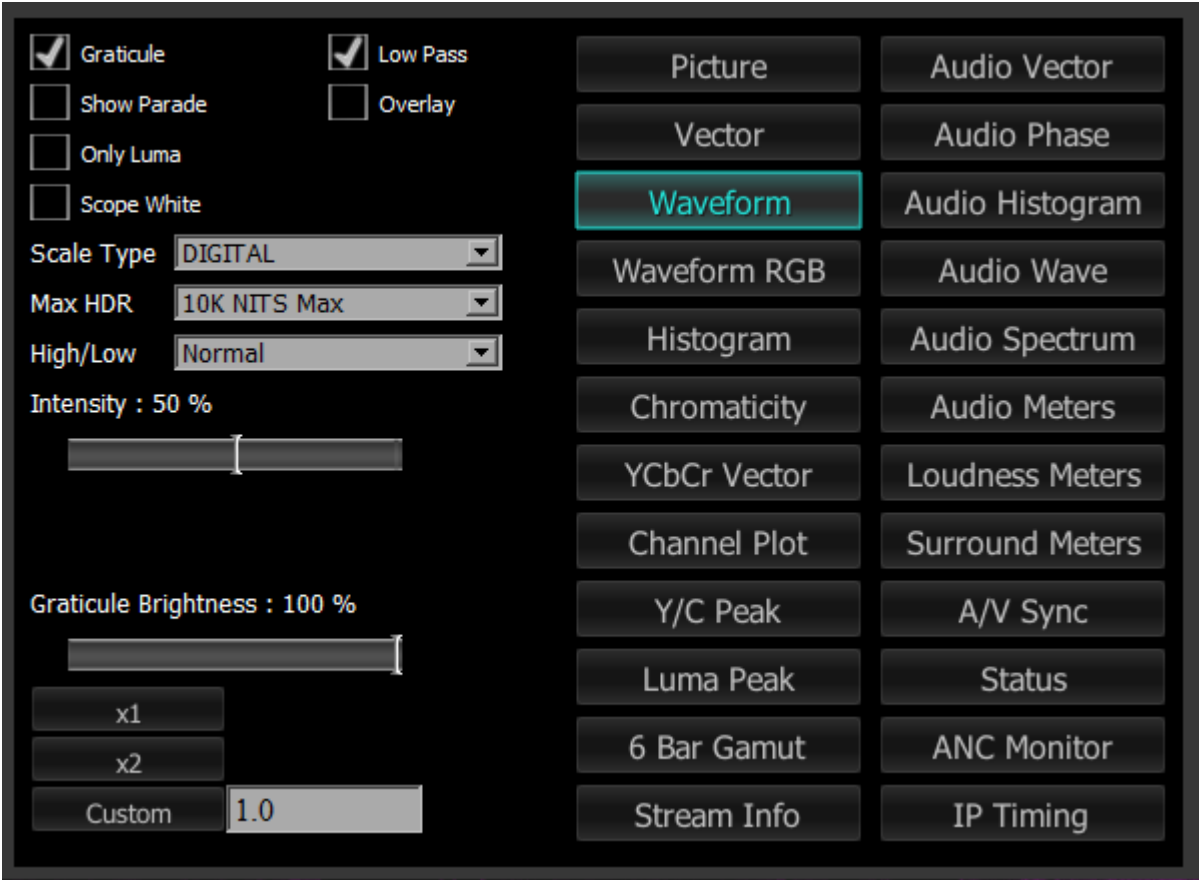 Graticule
Low Pass
Show Parade
Overlay
Only Luma
Scope White
Scale Type DIGITAL
Max HDR 10K NITS Max
High/Low Normal
Intensity : 50 %
Graticule Brightness : 100 %
x1
x2
Custom 1.0
Picture
Vector
Waveform
Waveform RGB
Histogram
Chromaticity
YCbCr Vector
Channel Plot
Y/C Peak
Luma Peak
6 Bar Gamut
Stream Info
Audio Vector
Audio Phase
Audio Histogram
Audio Wave
Audio Spectrum
Audio Meters
Loudness Meters
Surround Meters
A/V Sync
Status
ANC Monitor
IP Timing